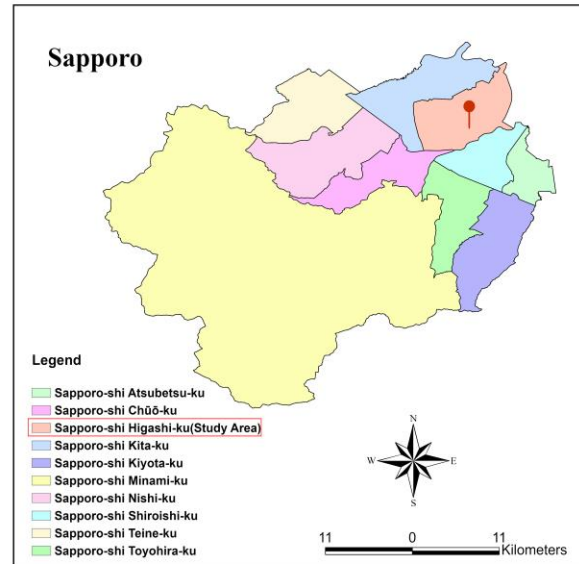 Sapporo
Legend
Sapporo-shi Atsubetsu-ku
Sapporo-shi Chūō-ku
Sapporo-shi Higashi-ku(Study Area)
Sapporo-shi Kita-ku
Sapporo-shi Kiyota-ku
Sapporo-shi Minami-ku
Sapporo-shi Nishi-ku
Sapporo-shi Shiroishi-ku
Sapporo-shi Teine-ku
Sapporo-shi Toyohira-ku
N
W E
S
11 0 11
Kilometers